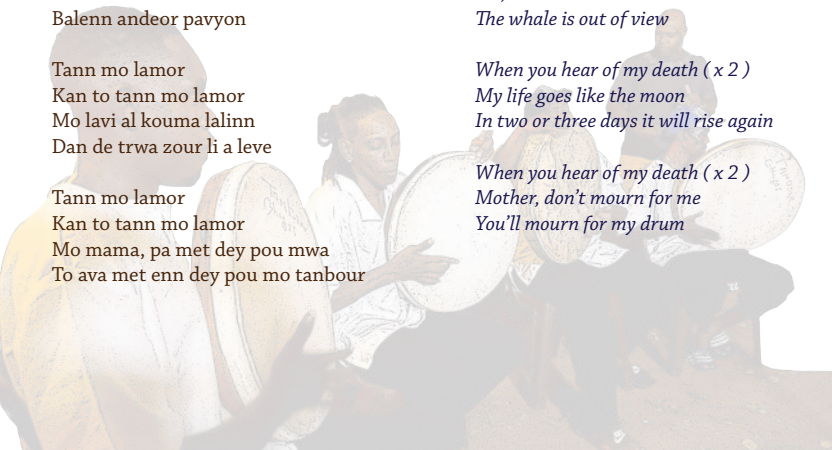 Balenn andeor pavyon
Tann mo lamor
Kan to tann mo lamor
Mo lavi al kouma lalinn
Dan de trwa zour li a leve
Tann mo lamor
Kan to tann mo lamor
Mo mama, pa met dey pou mwa
To ava met enn dey pou mo tanbour
The whale is out of view
When you hear of my death ( x 2 )
My life goes like the moon
In two or three days it will rise again
When you hear of my death ( x 2 )
Mother, don't mourn for me
You'll mourn for my drum